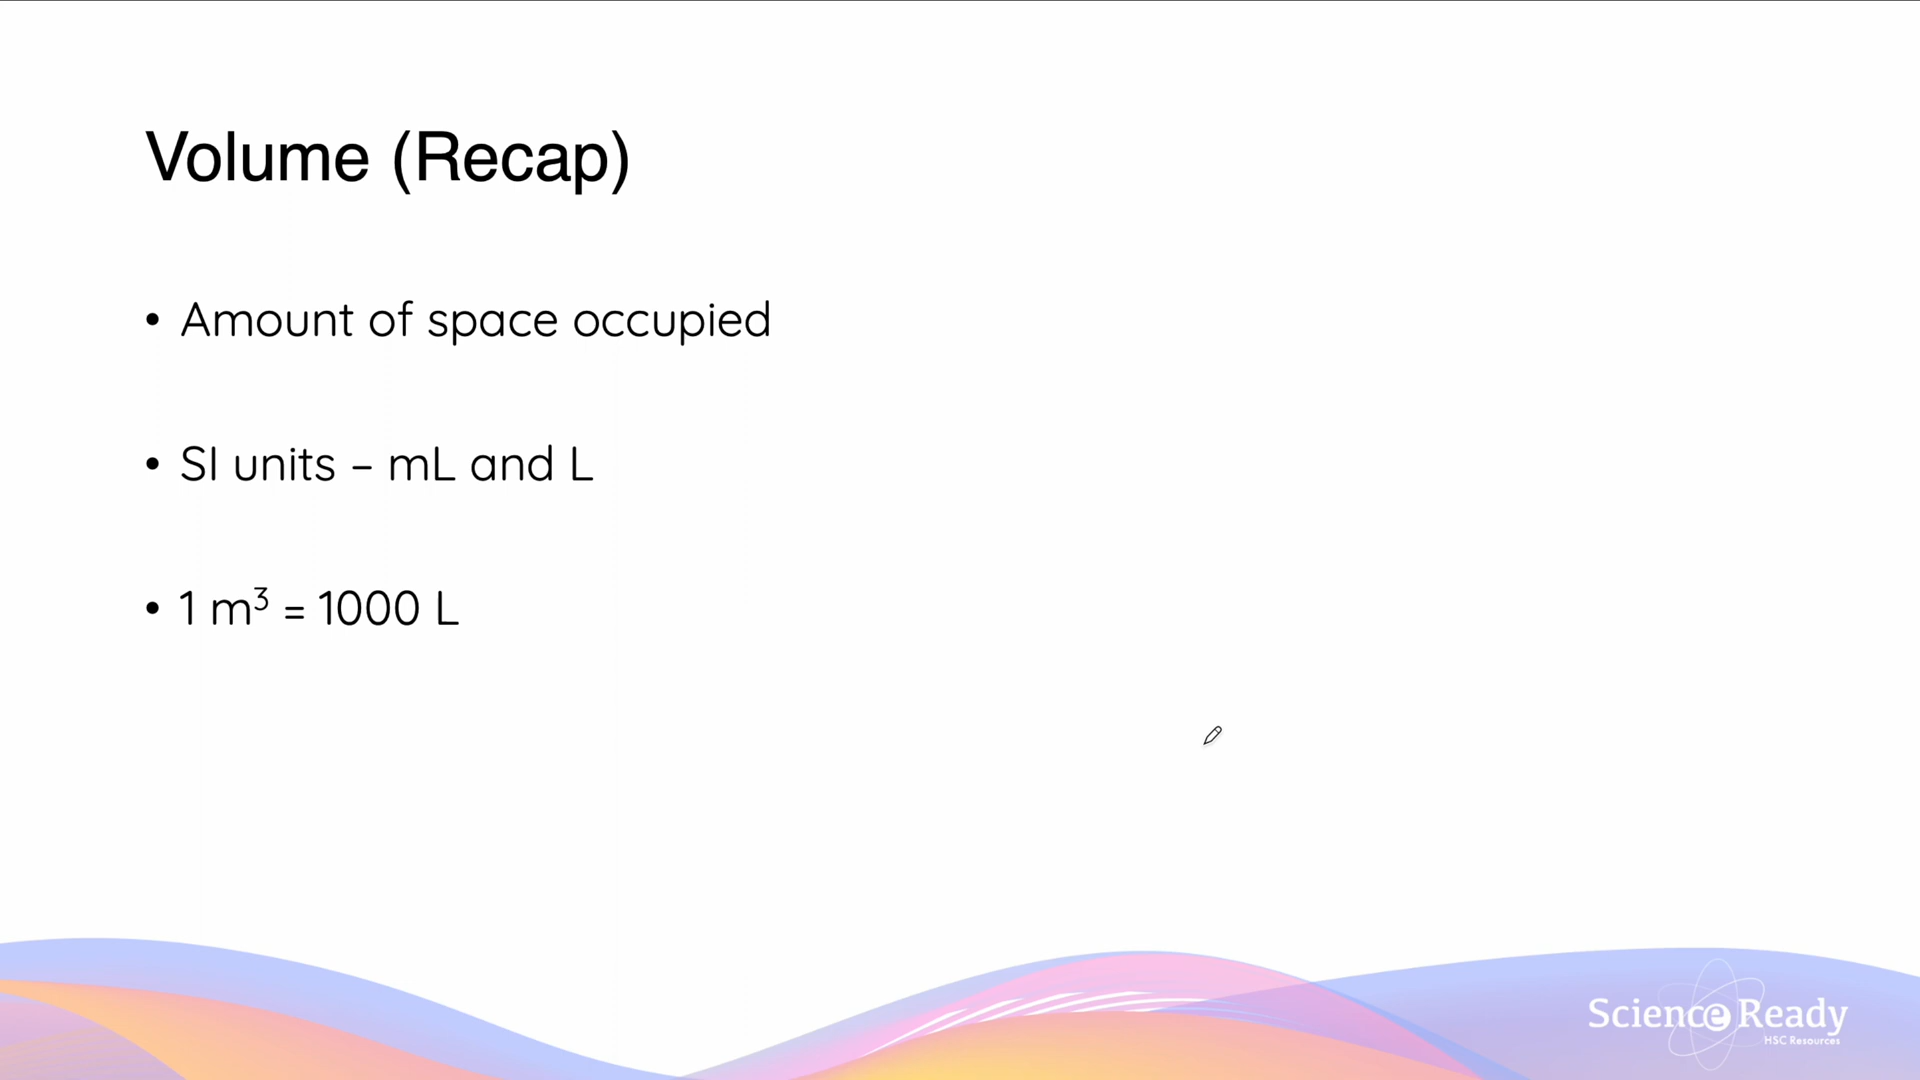 Volume (Recap)
• Amount of space occupied
• SI units – mL and L
• 1 m³ = 1000 L
Science Ready
HSC Resources